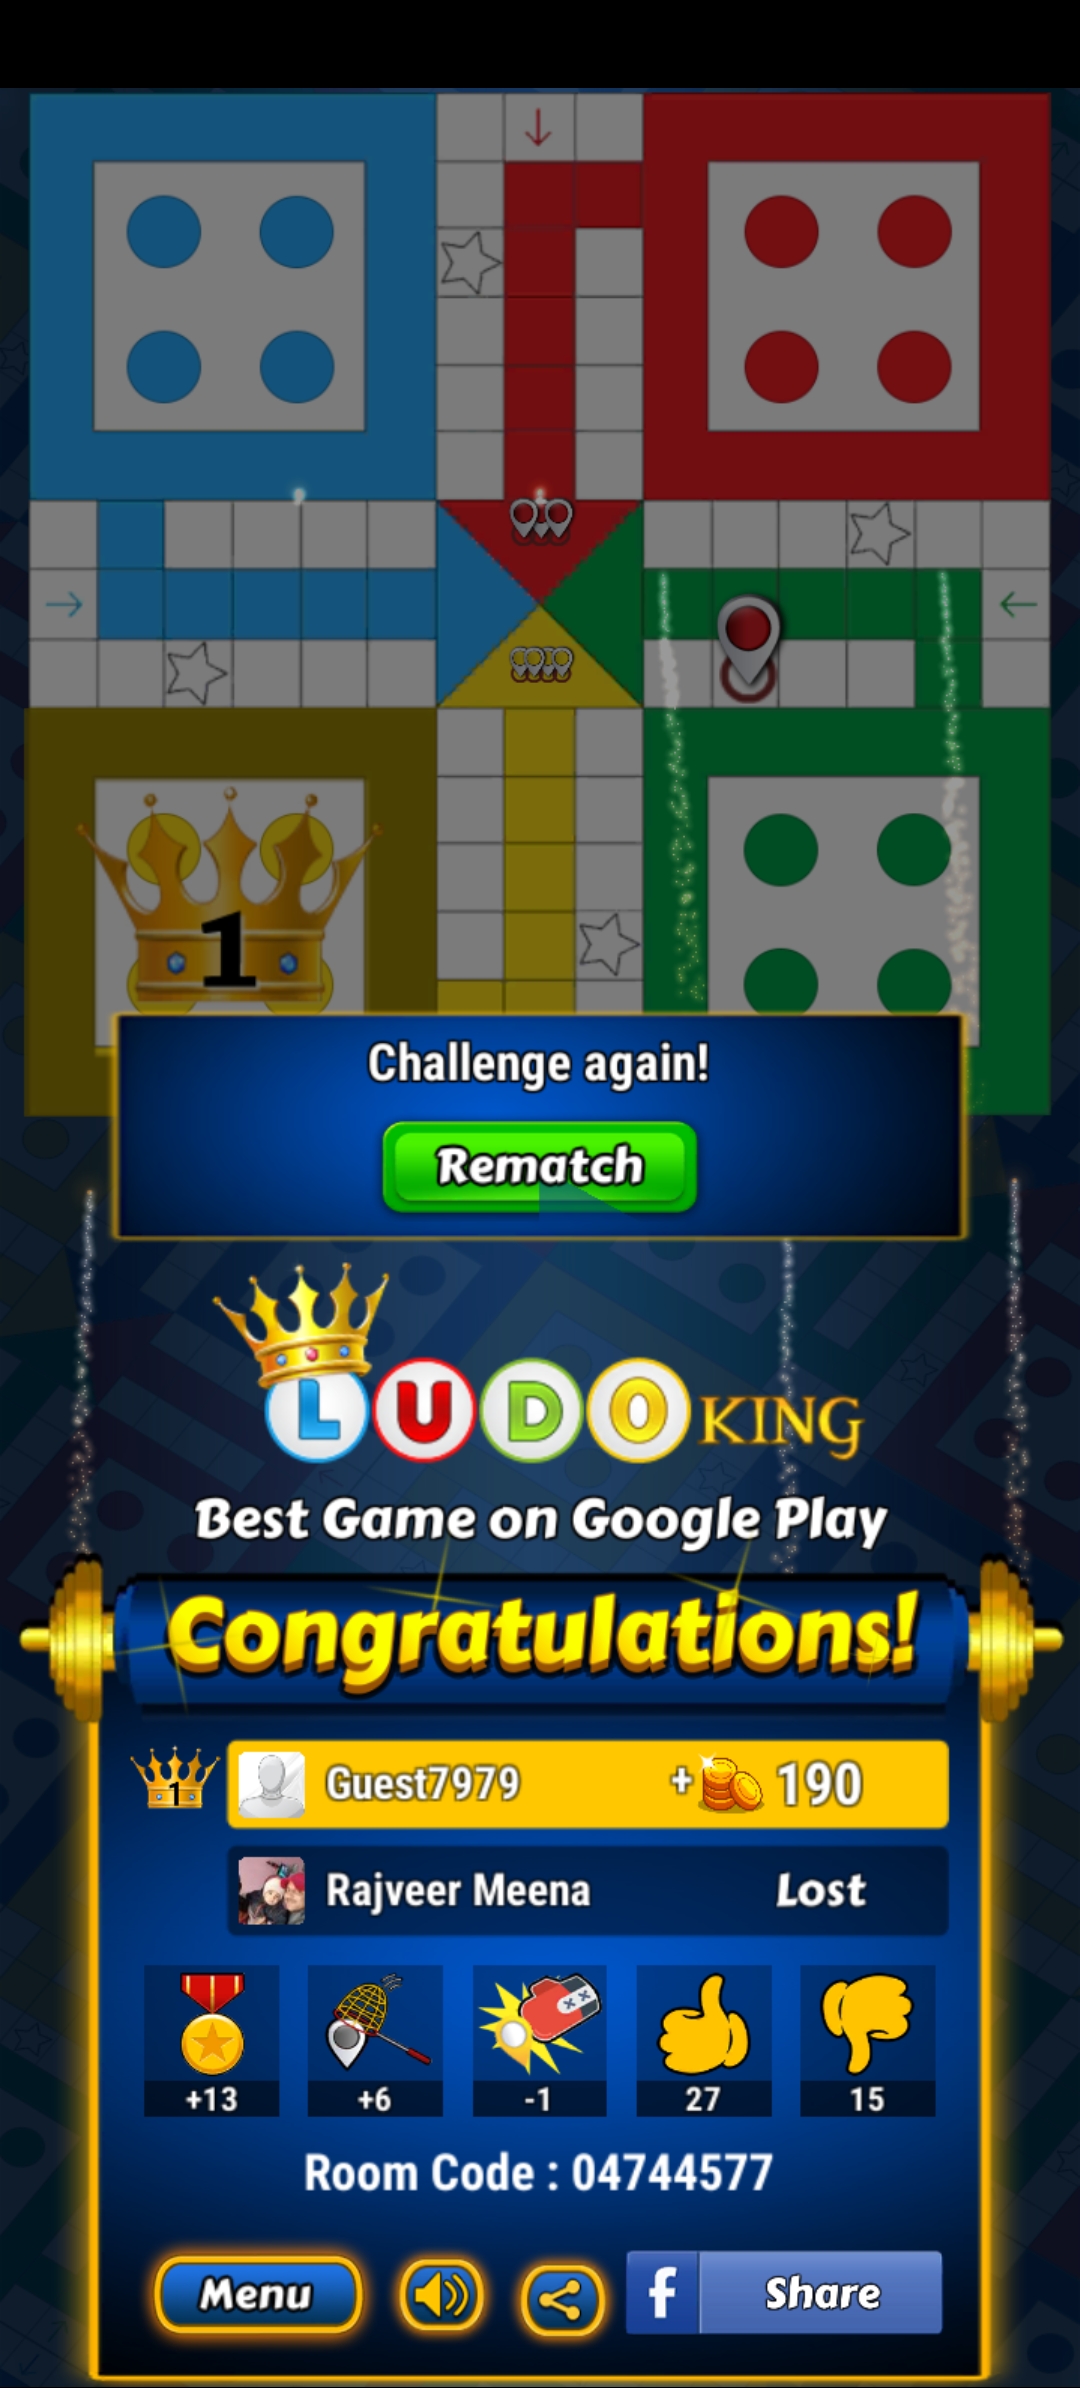 1
Challenge again!
Rematch
LUDO KING
Best Game on Google Play
Congratulations!
1 Guest7979 + 190
Rajveer Meena Lost
+13 +6 -1 27 15
Room Code : 04744577
Menu f Share